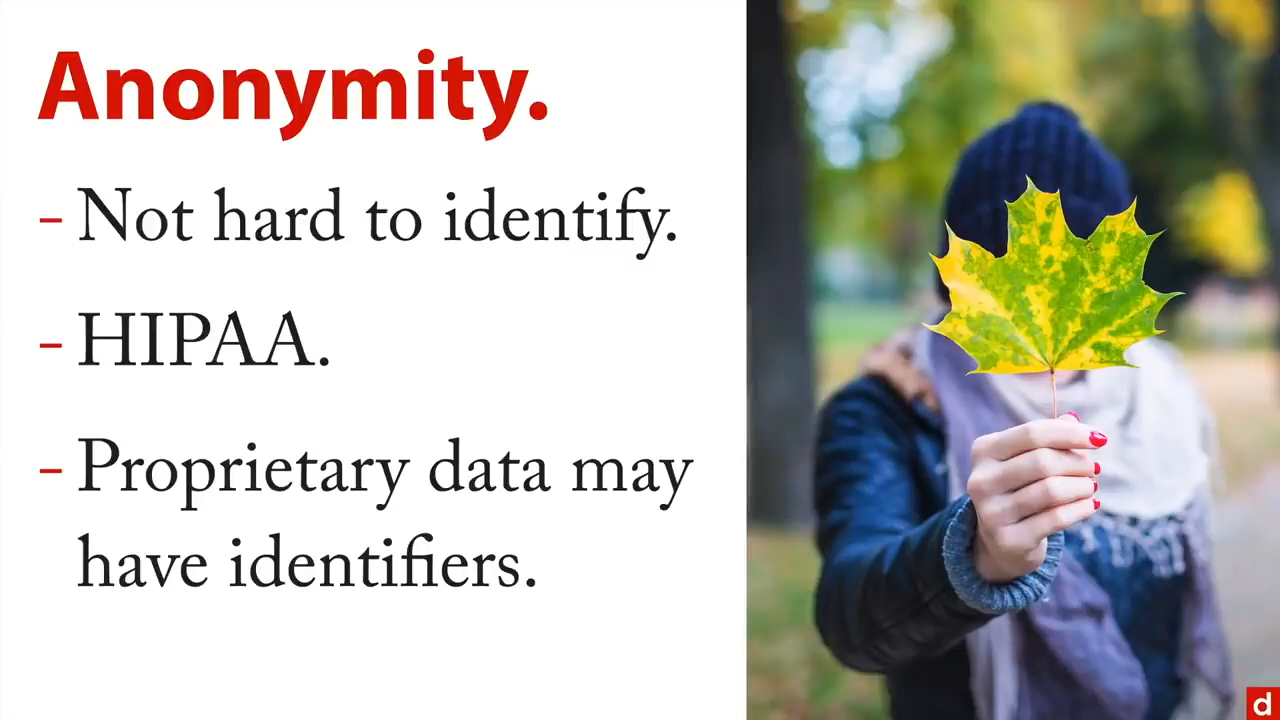 Anonymity.
- Not hard to identify.
- HIPAA.
- Proprietary data may
have identifiers.
d